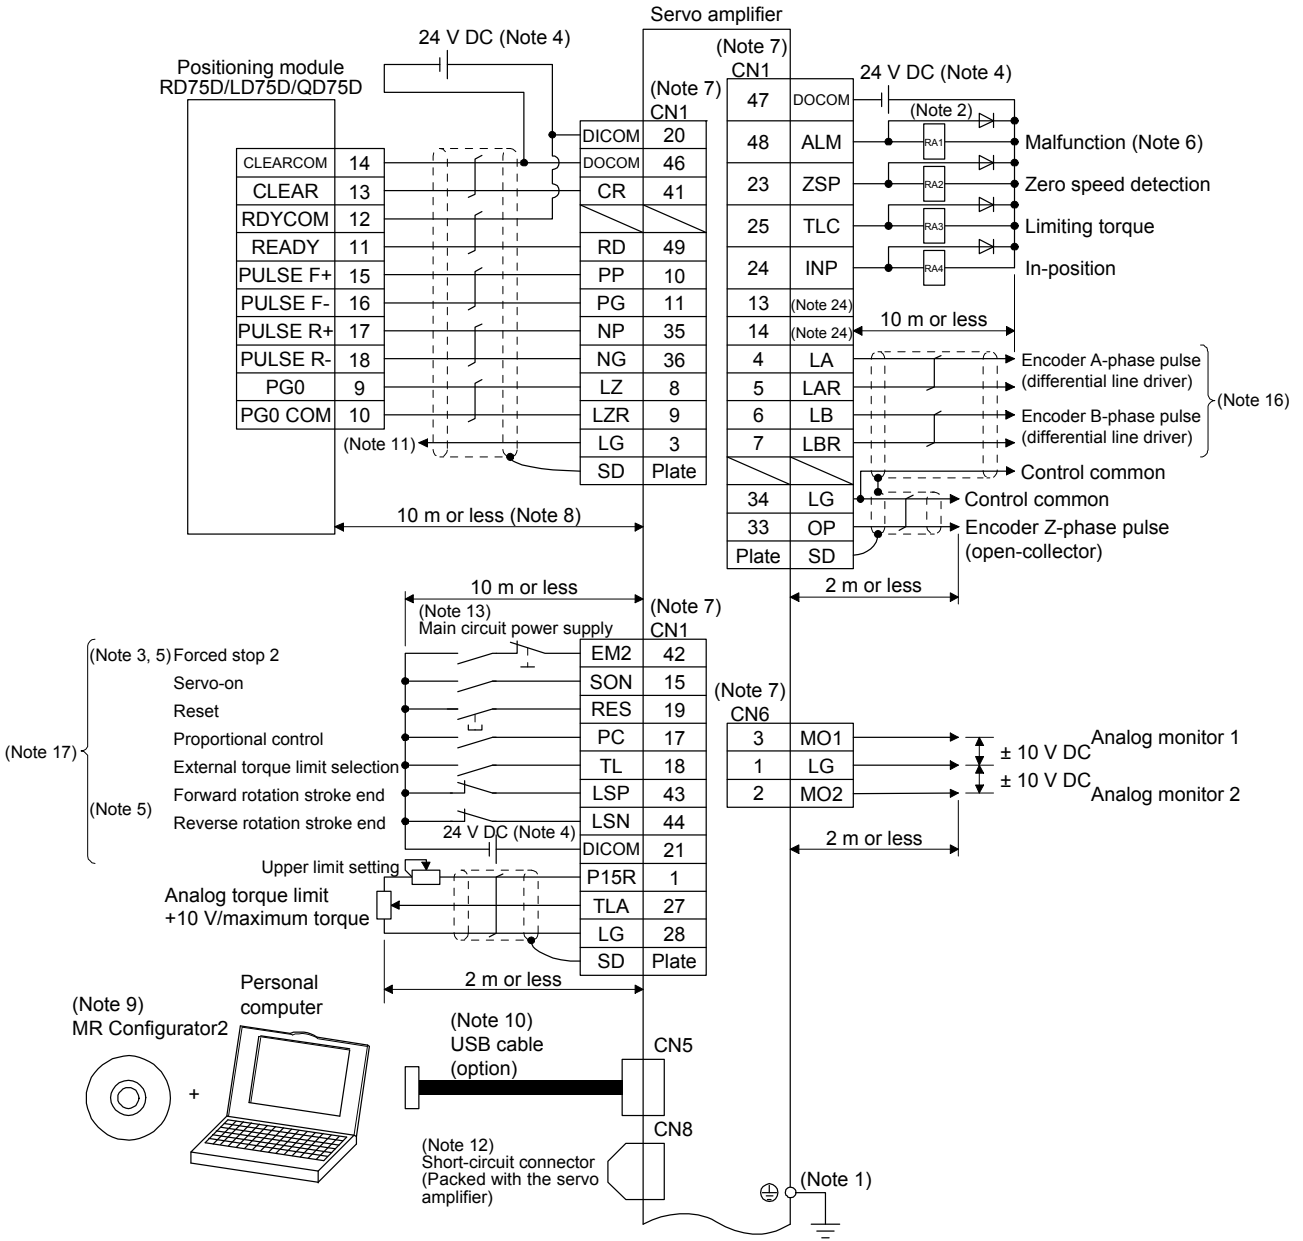 Servo amplifier
24 V DC (Note 4)
Positioning module
RD75D/LD75D/QD75D
(Note 7)
CN1
DICOM 20
CLEARCOM 14 DOCOM 46
CLEAR 13 CR 41
RDYCOM 12
READY 11 RD 49
PULSE F+ 15 PP 10
PULSE F- 16 PG 11
PULSE R+ 17 NP 35
PULSE R- 18 NG 36
PG0 9 LZ 8
PG0 COM 10 LZR 9
(Note 11) LG 3
SD Plate
10 m or less (Note 8)
(Note 7)
CN1
24 V DC (Note 4)
47 DOCOM
(Note 2)
48 ALM RA1 Malfunction (Note 6)
23 ZSP RA2 Zero speed detection
25 TLC RA3 Limiting torque
24 INP RA4 In-position
13 (Note 24)
10 m or less
14 (Note 24)
4 LA Encoder A-phase pulse
5 LAR (differential line driver)
(Note 16)
6 LB Encoder B-phase pulse
7 LBR (differential line driver)
Control common
34 LG Control common
33 OP Encoder Z-phase pulse
(open-collector)
Plate SD
2 m or less
10 m or less
(Note 13)
Main circuit power supply
(Note 7)
CN1
(Note 3, 5) Forced stop 2 EM2 42
Servo-on SON 15
Reset RES 19
(Note 17)
Proportional control PC 17
External torque limit selection TL 18
(Note 5)
Forward rotation stroke end LSP 43
Reverse rotation stroke end LSN 44
24 V DC (Note 4)
DICOM 21
Upper limit setting P15R 1
Analog torque limit
+10 V/maximum torque
TLA 27
LG 28
SD Plate
2 m or less
(Note 7)
CN6
3 MO1 Analog monitor 1
± 10 V DC
1 LG
± 10 V DC
2 MO2 Analog monitor 2
2 m or less
(Note 9)
MR Configurator2
+
Personal
computer
(Note 10)
USB cable
(option)
CN5
CN8
(Note 12)
Short-circuit connector
(Packed with the servo
amplifier)
(Note 1)